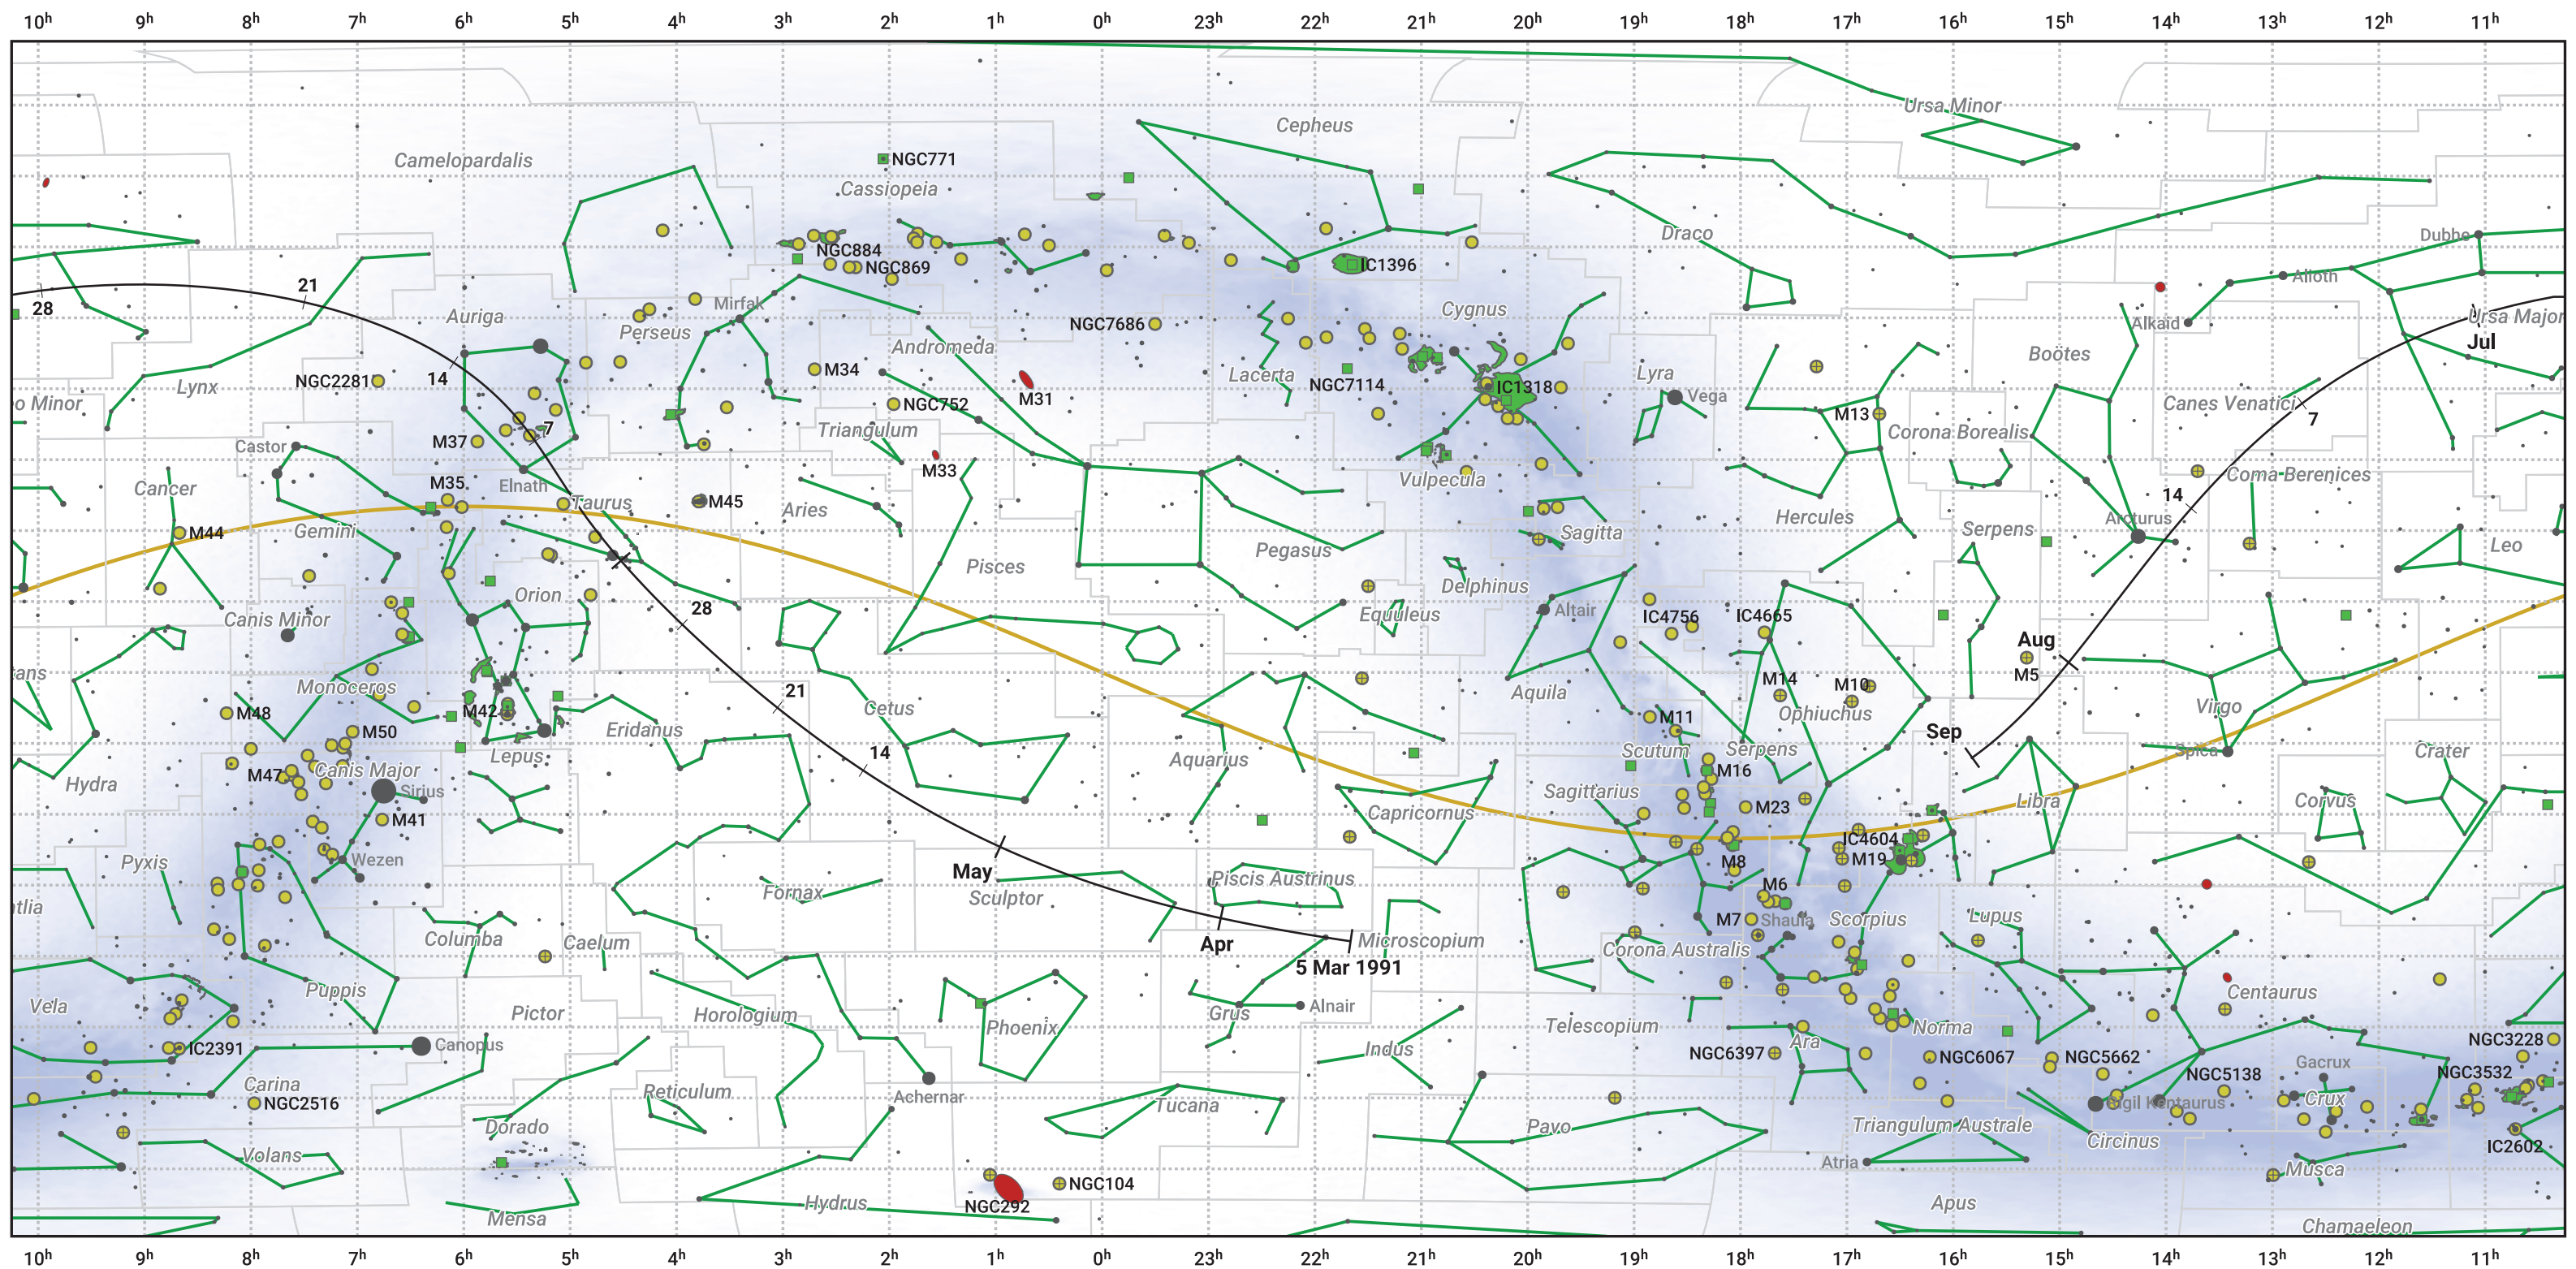 10h 9h 8h 7h 6h 5h 4h 3h 2h 1h 0h 23h 22h 21h 20h 19h 18h 17h 16h 15h 14h 13h 12h 11h
Ursa Minor
Cepheus
Camelopardalis
NGC771
Cassiopeia
Draco
Dubhe
NGC884
NGC869
IC1396
Alioth
21
28
Mirfak
Auriga
Perseus
NGC7686
Cygnus
Alkaid
Ursa Major
Jul
Andromeda
Boötes
14
Lynx
NGC2281
M34
Lacerta
NGC7114
IC1318
Lyra
Vega
o Minor
M31
NGC752
M13
Canes Venatici
7
Triangulum
Corona Borealis
7
M37
Castor
M33
Vulpecula
Coma Berenices
Cancer
M35
Elnath
Taurus
M45
Aries
14
Arcturus
Hercules
Serpens
M44
Gemini
Sagitta
Pegasus
Leo
Pisces
Delphinus
Orion
28
Canis Minor
Equuleus
Altair
IC4756
IC4665
Aug
M5
tans
Monoceros
21
M14
M10
Aquila
M48
M42
Cetus
Ophiuchus
Virgo
M50
Eridanus
M11
Sep
Spica
14
Lepus
Aquarius
Scutum
Serpens
Crater
Hydra
M47
Canis Major
M16
Sirius
Sagittarius
M23
Libra
Corvus
M41
Capricornus
IC4604
Pyxis
Wezen
May
M8
M19
Fornax
Sculptor
Piscis Austrinus
M6
tlia
M7
Shaula
Scorpius
Lupus
Columba
Caelum
Apr
Microscopium
Corona Australis
5 Mar 1991
Puppis
Vela
Pictor
Horologium
Phoenix
Grus
Alnair
Centaurus
Telescopium
Ara
Norma
Canopus
IC2391
Indus
NGC6397
NGC6067
NGC5662
NGC3228
Gacrux
Carina
Reticulum
Achernar
NGC5138
NGC3532
NGC2516
Tucana
Rigil Kentaurus
Crux
Dorado
Pavo
Triangulum Australe
Circinus
IC2602
Volans
Atria
Musca
NGC104
NGC292
Hydrus
Apus
Mensa
Chamaeleon
10h 9h 8h 7h 6h 5h 4h 3h 2h 1h 0h 23h 22h 21h 20h 19h 18h 17h 16h 15h 14h 13h 12h 11h